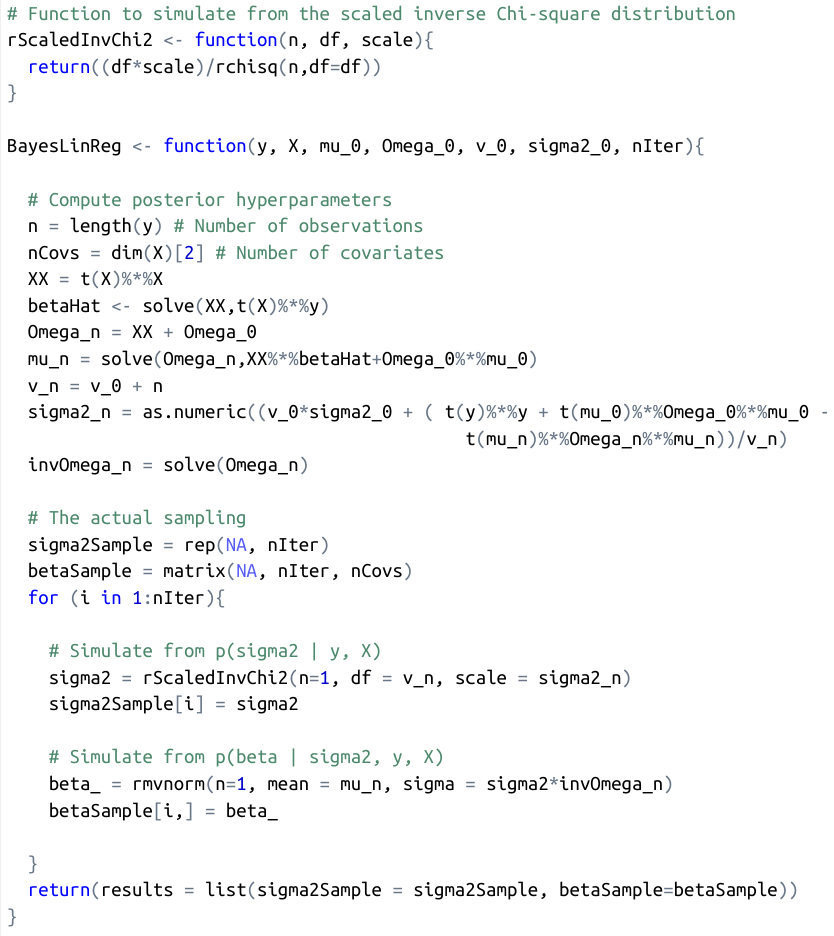 # Function to simulate from the scaled inverse Chi-square distribution
rScaledInvChi2 <- function(n, df, scale){
  return((df*scale)/rchisq(n,df=df))
}
BayesLinReg <- function(y, X, mu_0, Omega_0, v_0, sigma2_0, nIter){
  # Compute posterior hyperparameters
  n = length(y) # Number of observations
  nCovs = dim(X)[2] # Number of covariates
  XX = t(X)%*%X
  betaHat <- solve(XX,t(X)%*%y)
  Omega_n = XX + Omega_0
  mu_n = solve(Omega_n,XX%*%betaHat+Omega_0%*%mu_0)
  v_n = v_0 + n
  sigma2_n = as.numeric((v_0*sigma2_0 + ( t(y)%*%y + t(mu_0)%*%Omega_0%*%mu_0 -
                                            t(mu_n)%*%Omega_n%*%mu_n))/v_n)
  invOmega_n = solve(Omega_n)
  # The actual sampling
  sigma2Sample = rep(NA, nIter)
  betaSample = matrix(NA, nIter, nCovs)
  for (i in 1:nIter){
    # Simulate from p(sigma2 | y, X)
    sigma2 = rScaledInvChi2(n=1, df = v_n, scale = sigma2_n)
    sigma2Sample[i] = sigma2
    # Simulate from p(beta | sigma2, y, X)
    beta_ = rmvnorm(n=1, mean = mu_n, sigma = sigma2*invOmega_n)
    betaSample[i,] = beta_
  }
  return(results = list(sigma2Sample = sigma2Sample, betaSample=betaSample))
}